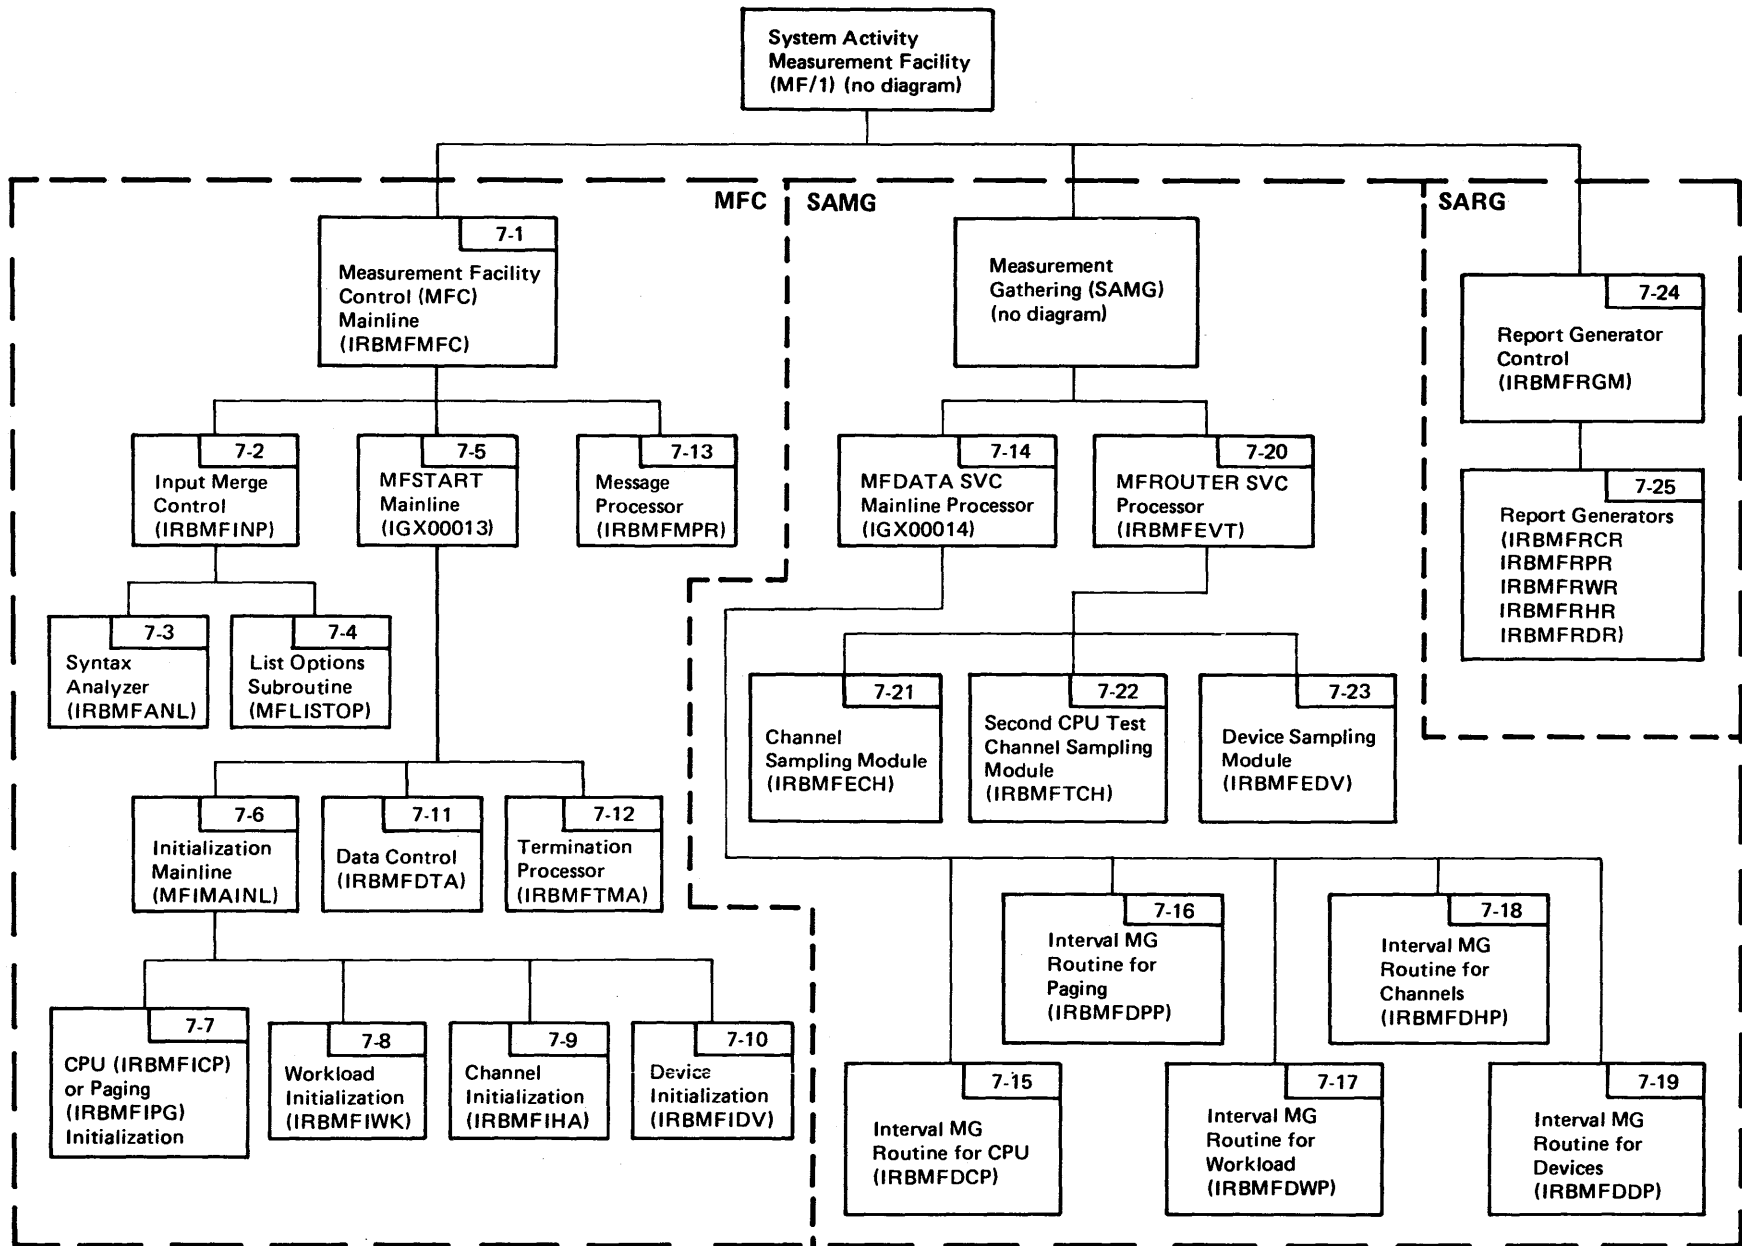 System Activity
Measurement Facility
(MF/1) (no diagram)
MFC
SAMG
SARG
7-1
Measurement Facility
Control (MFC)
Mainline
(IRBMFMFC)
Measurement
Gathering (SAMG)
(no diagram)
7-24
Report Generator
Control
(IRBMFRGM)
7-2
Input Merge
Control
(IRBMFINP)
7-5
MFSTART
Mainline
(IGX00013)
7-13
Message
Processor
(IRBMFMPR)
7-14
MFDATA SVC
Mainline Processor
(IGX00014)
7-20
MFROUTER SVC
Processor
(IRBMFEVT)
7-25
Report Generators
(IRBMFRCR
IRBMFRPR
IRBMFRWR
IRBMFRHR
IRBMFRDR)
7-3
Syntax
Analyzer
(IRBMFANL)
7-4
List Options
Subroutine
(MFLISTOP)
7-21
Channel
Sampling Module
(IRBMFECH)
7-22
Second CPU Test
Channel Sampling
Module
(IRBMFTCH)
7-23
Device Sampling
Module
(IRBMFEDV)
7-6
Initialization
Mainline
(MFIMAINL)
7-11
Data Control
(IRBMFDTA)
7-12
Termination
Processor
(IRBMFTMA)
7-16
Interval MG
Routine for
Paging
(IRBMFDPP)
7-18
Interval MG
Routine for
Channels
(IRBMFDHP)
7-7
CPU (IRBMFICP)
or Paging
(IRBMFIPG)
Initialization
7-8
Workload
Initialization
(IRBMFIWK)
7-9
Channel
Initialization
(IRBMFIHA)
7-10
Device
Initialization
(IRBMFIDV)
7-15
Interval MG
Routine for CPU
(IRBMFDCP)
7-17
Interval MG
Routine for
Workload
(IRBMFDWP)
7-19
Interval MG
Routine for
Devices
(IRBMFDDP)